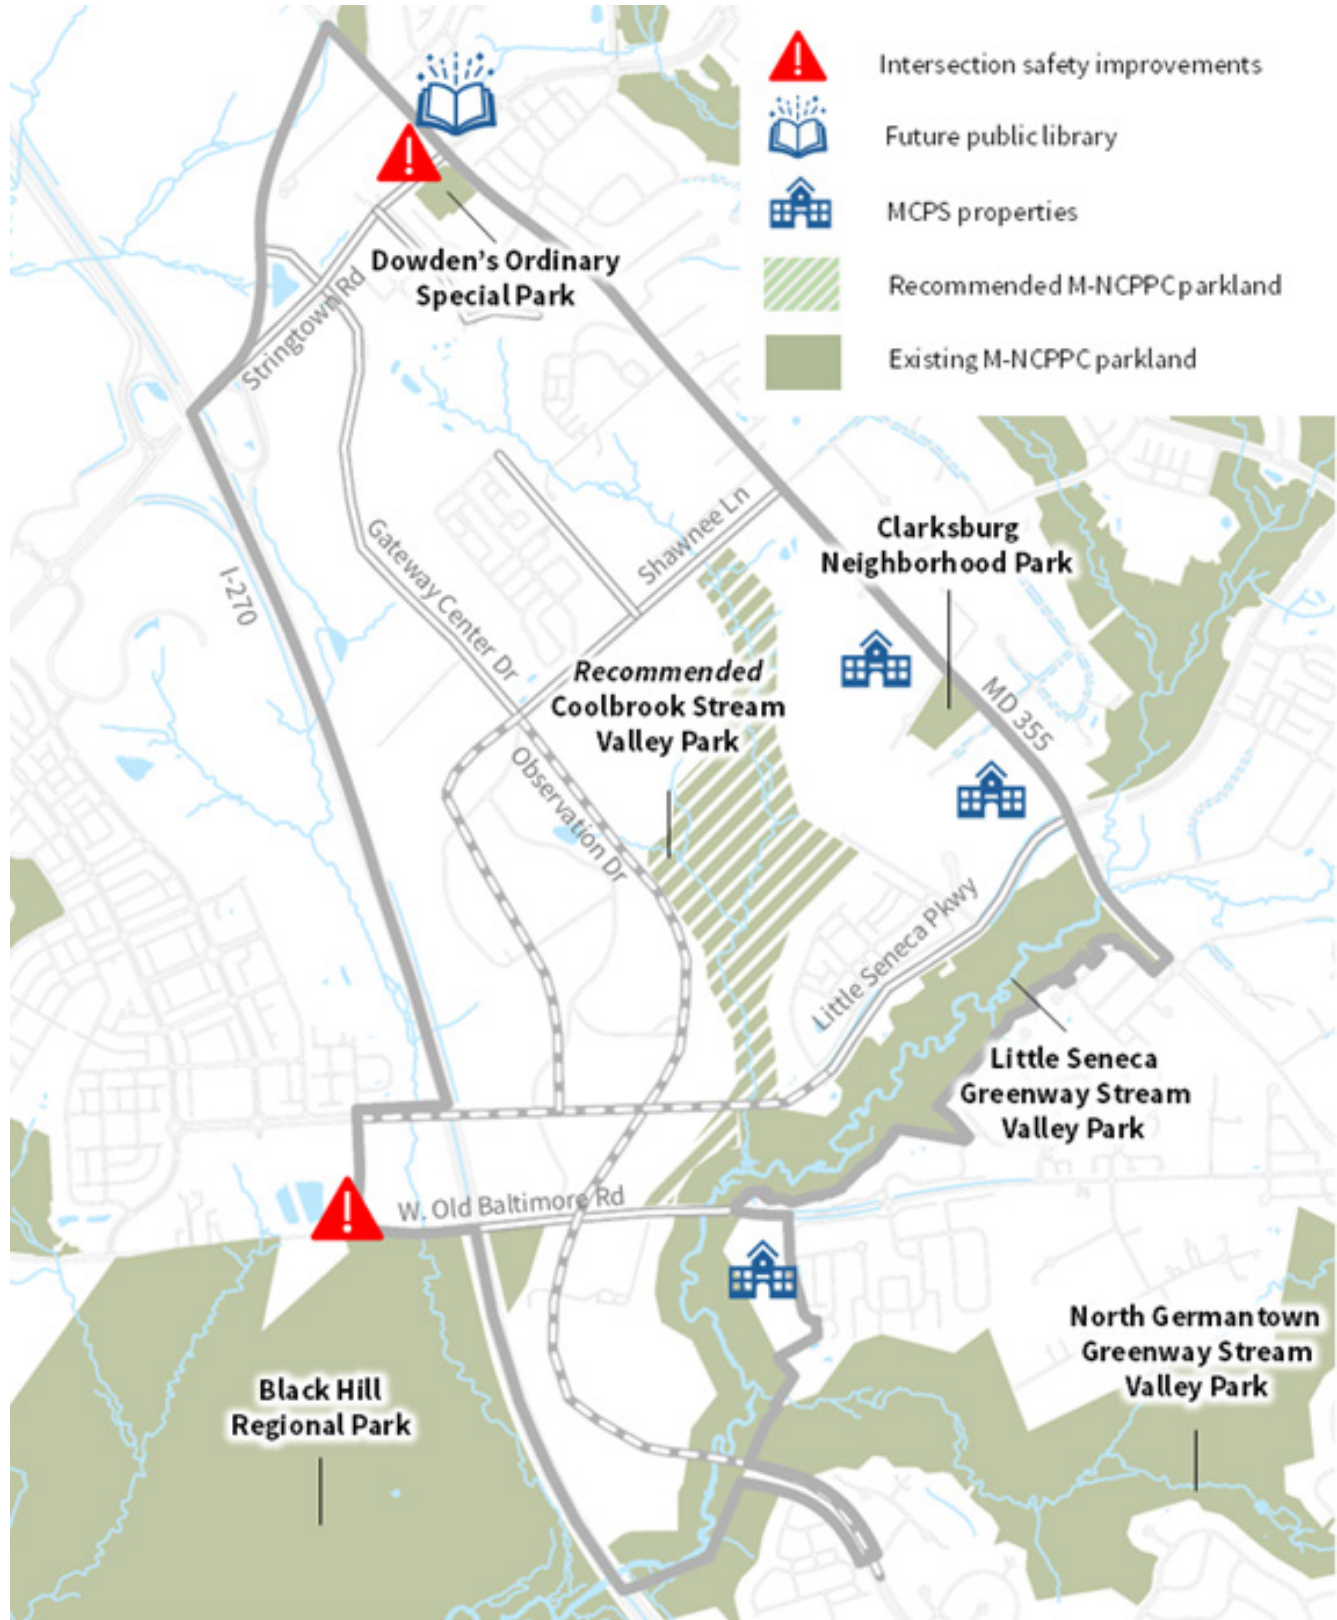 Intersection safety improvements
Future public library
MCPS properties
Recommended M-NCPPC parkland
Existing M-NCPPC parkland
Dowden's Ordinary
Special Park
Stringtown Rd
Shawnee Ln
Clarksburg
Neighborhood Park
Gateway Center Dr
I-270
Recommended
Coolbrook Stream
Valley Park
MD 355
Observation Dr
Little Seneca Pkwy
Little Seneca
Greenway Stream
Valley Park
W. Old Baltimore Rd
North Germantown
Greenway Stream
Valley Park
Black Hill
Regional Park